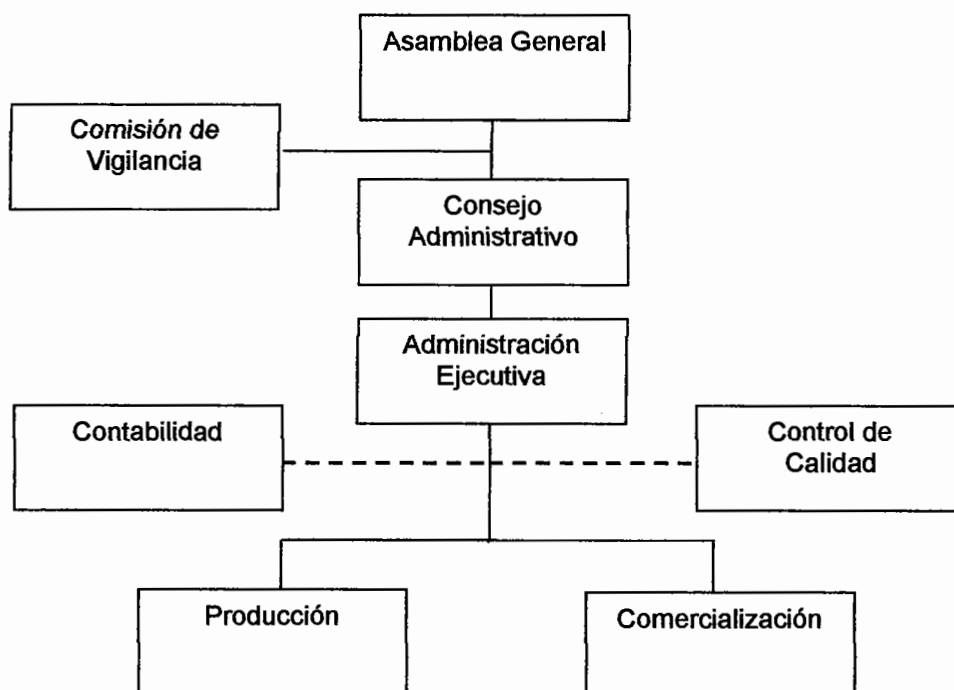 Asamblea General
Comisión de
Vigilancia
Consejo
Administrativo
Administración
Ejecutiva
Contabilidad
Control de
Calidad
Producción
Comercialización